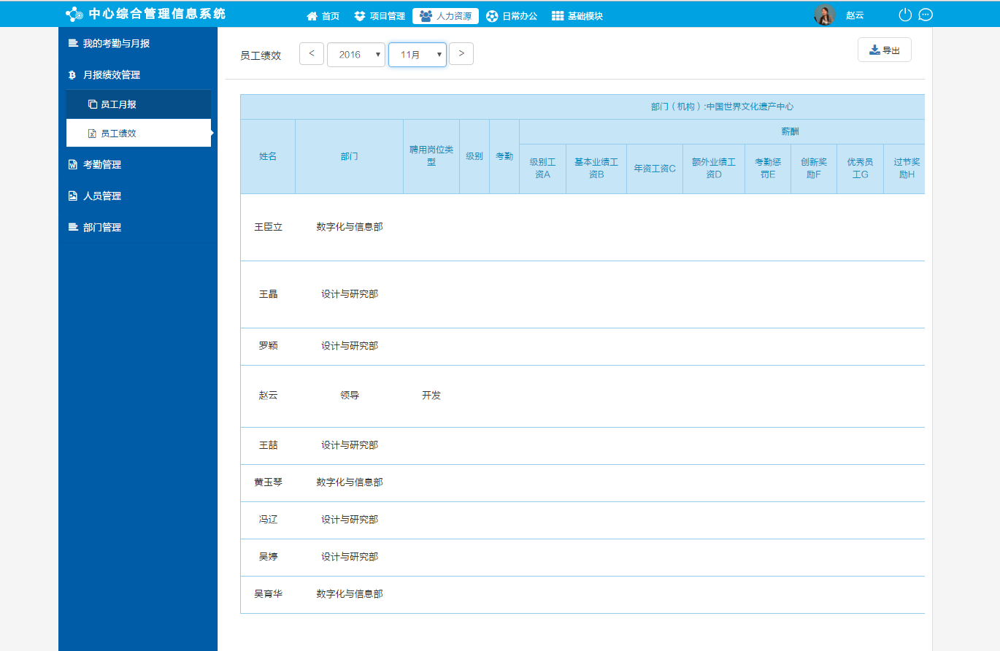 中心综合管理信息系统
首页 项目管理 人力资源 日常办公 基础模块
赵云
我的考勤与月报
月报绩效管理
员工月报
员工绩效
考勤管理
人员管理
部门管理
员工绩效 < 2016 11月 >
导出
部门（机构）:中国世界文化遗产中心
姓名 部门 聘用岗位类型 级别 考勤 薪酬
级别工资A 基本业绩工资B 年资工资C 额外业绩工资D 考勤惩罚E 创新奖励F 优秀员工G 过节奖励H
王臣立 数字化与信息部
王晶 设计与研究部
罗颖 设计与研究部
赵云 领导 开发
王喆 设计与研究部
黄玉琴 数字化与信息部
冯辽 设计与研究部
吴婷 设计与研究部
吴育华 数字化与信息部